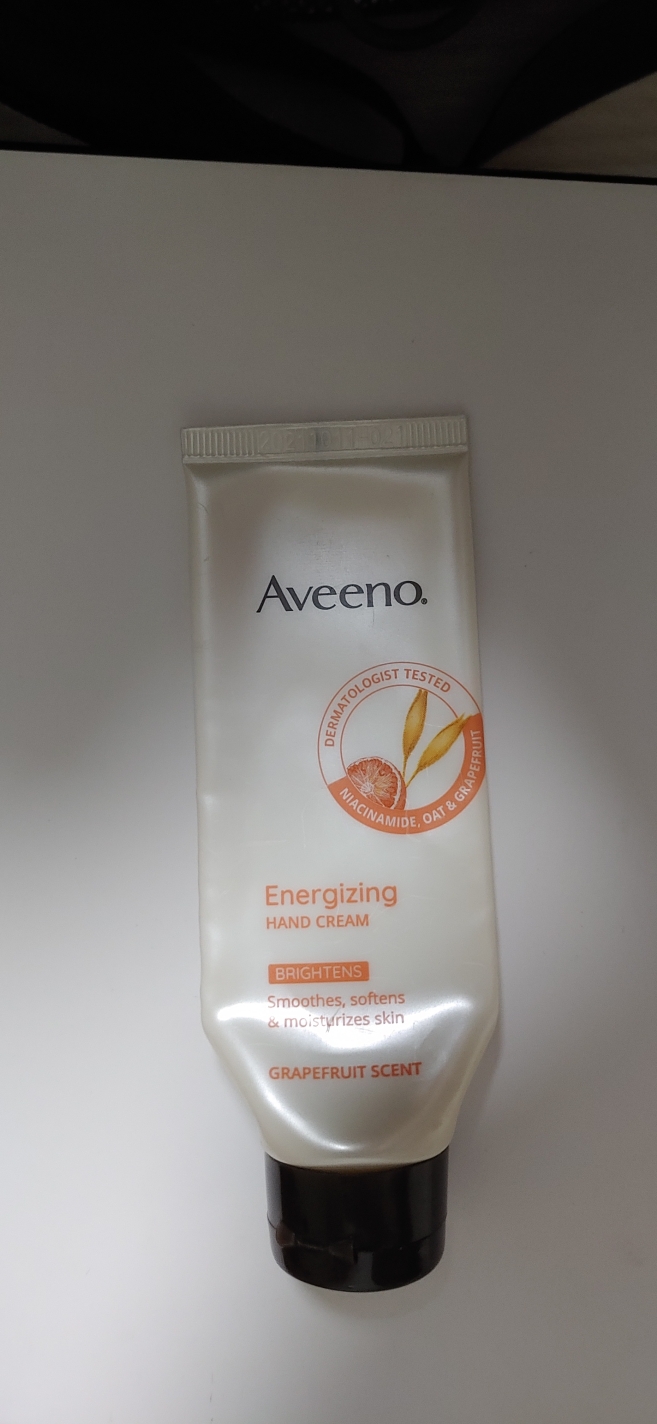 Aveeno®
DERMATOLOGIST TESTED
NIACINAMIDE, OAT & GRAPEFRUIT
Energizing
HAND CREAM
BRIGHTENS
Smoothes, softens
& moisturizes skin
GRAPEFRUIT SCENT